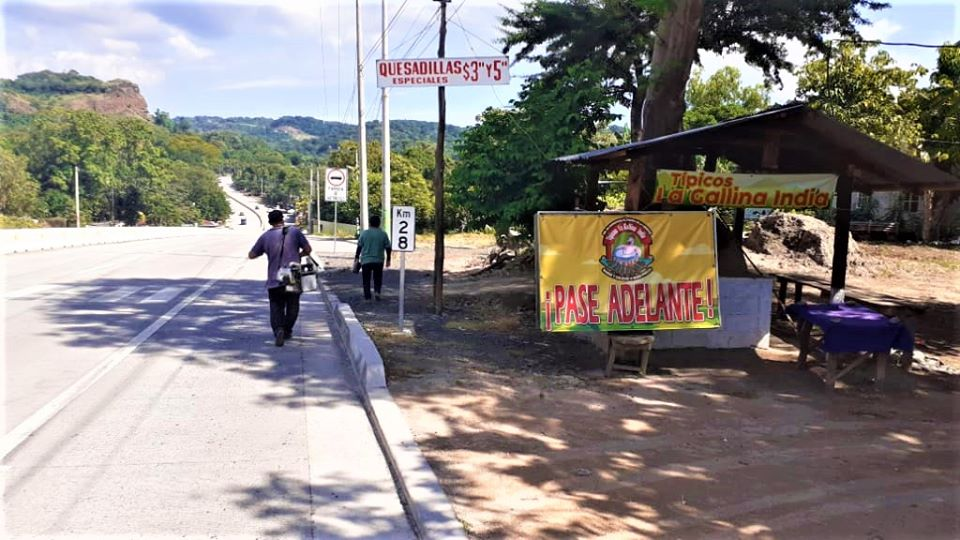 QUESADILLAS $3" Y 5"
ESPECIALES
Km
28
Típicos
La Gallina India
¡PASE ADELANTE!